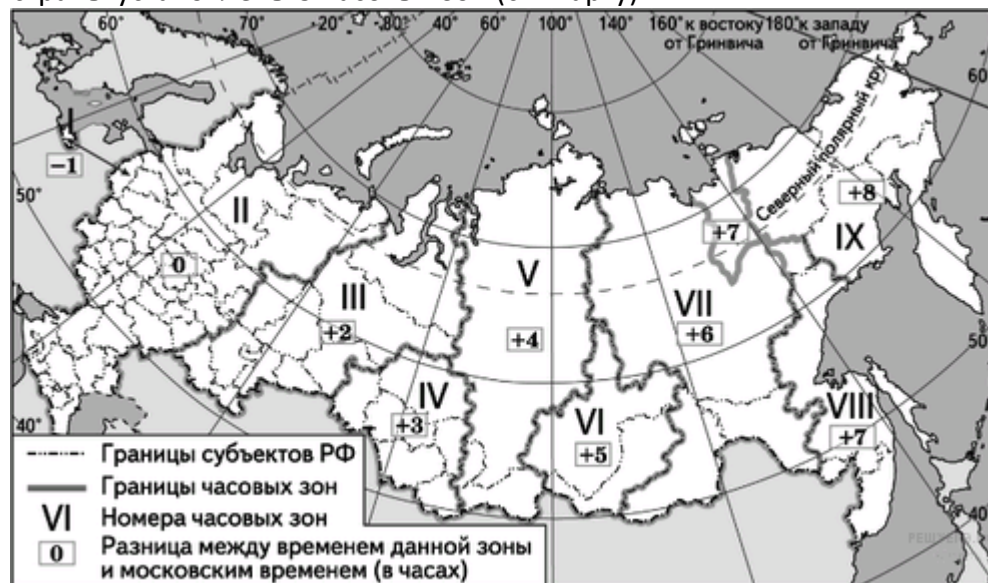 60° 40° 20° 60° 80° 100° 120° 140° 160° к востоку 180° к западу
от Гринвича от Гринвича
60°
I
−1
50°
Северный полярный круг
+8
II
+7
IX
0
V
III
VII
+2
+4
+6
50°
IV
VI
VIII
+3
+7
40°
+5
Границы субъектов РФ
Границы часовых зон
VI Номера часовых зон
40°
0 Разница между временем данной зоны
и московским временем (в часах)